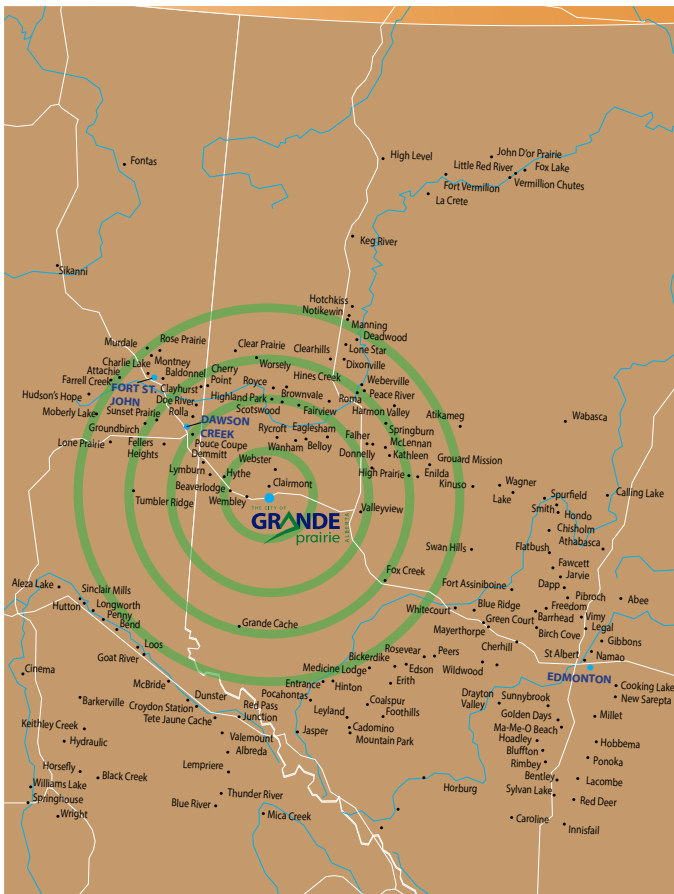 John D'or Prairie
High Level
Fontas
Little Red River
Fox Lake
Fort Vermillon
Vermillion Chutes
La Crete
Keg River
Sikanni
Hotchkiss
Notikewin
Manning
Deadwood
Murdale
Rose Prairie
Clear Prairie
Clearhills
Lone Star
Charlie Lake
Montney
Worsely
Dixonville
Attachie
Baldonnel
Cherry
Point
Hines Creek
Weberville
Farrell Creek
FORT ST.
JOHN
Clayhurst
Royce
Brownvale
Roma
Peace River
Hudson's Hope
Doe River
Highland Park
Scotswood
Fairview
Harmon Valley
Moberly Lake
Sunset Prairie
Rolla
DAWSON
CREEK
Atikameg
Wabasca
Groundbirch
Rycroft
Eaglesham
Falher
Springburn
Lone Prairie
Fellers
Heights
Pouce Coupe
Wanham
Belloy
McLennan
Demmitt
Webster
Donnelly
Kathleen
Grouard Mission
Lymburn
Hythe
High Prairie
Enilda
Beaverlodge
Clairmont
Kinuso
Wagner
Lake
Spurfield
Calling Lake
Tumbler Ridge
Wembley
THE CITY OF
GRANDE
prairie
ALBERTA
Valleyview
Smith
Hondo
Chisholm
Athabasca
Swan Hills
Flatbush
Fawcett
Jarvie
Fox Creek
Fort Assiniboine
Dapp
Aleza Lake
Sinclair Mills
Pibroch
Abee
Hutton
Longworth
Whitecourt
Blue Ridge
Freedom
Penny
Green Court
Barrhead
Vimy
Bend
Grande Cache
Mayerthorpe
Birch Cove
Legal
Loos
Cherhill
Gibbons
Goat River
Bickerdike
Rosevear
Peers
St Albert
Namao
Cinema
Medicine Lodge
Edson
Wildwood
EDMONTON
McBride
Entrance
Hinton
Erith
Cooking Lake
Barkerville
Dunster
Red Pass
Junction
Pocahontas
Coalspur
Drayton
Valley
Sunnybrook
New Sarepta
Croydon Station
Leyland
Foothills
Golden Days
Millet
Tete Jaune Cache
Keithley Creek
Valemount
Jasper
Cadomino
Ma-Me-O Beach
Hydraulic
Mountain Park
Hoadley
Hobbema
Albreda
Bluffton
Ponoka
Horsefly
Lempriere
Rimbey
Black Creek
Horburg
Bentley
Lacombe
Williams Lake
Thunder River
Sylvan Lake
Springhouse
Blue River
Red Deer
Wright
Mica Creek
Caroline
Innisfail